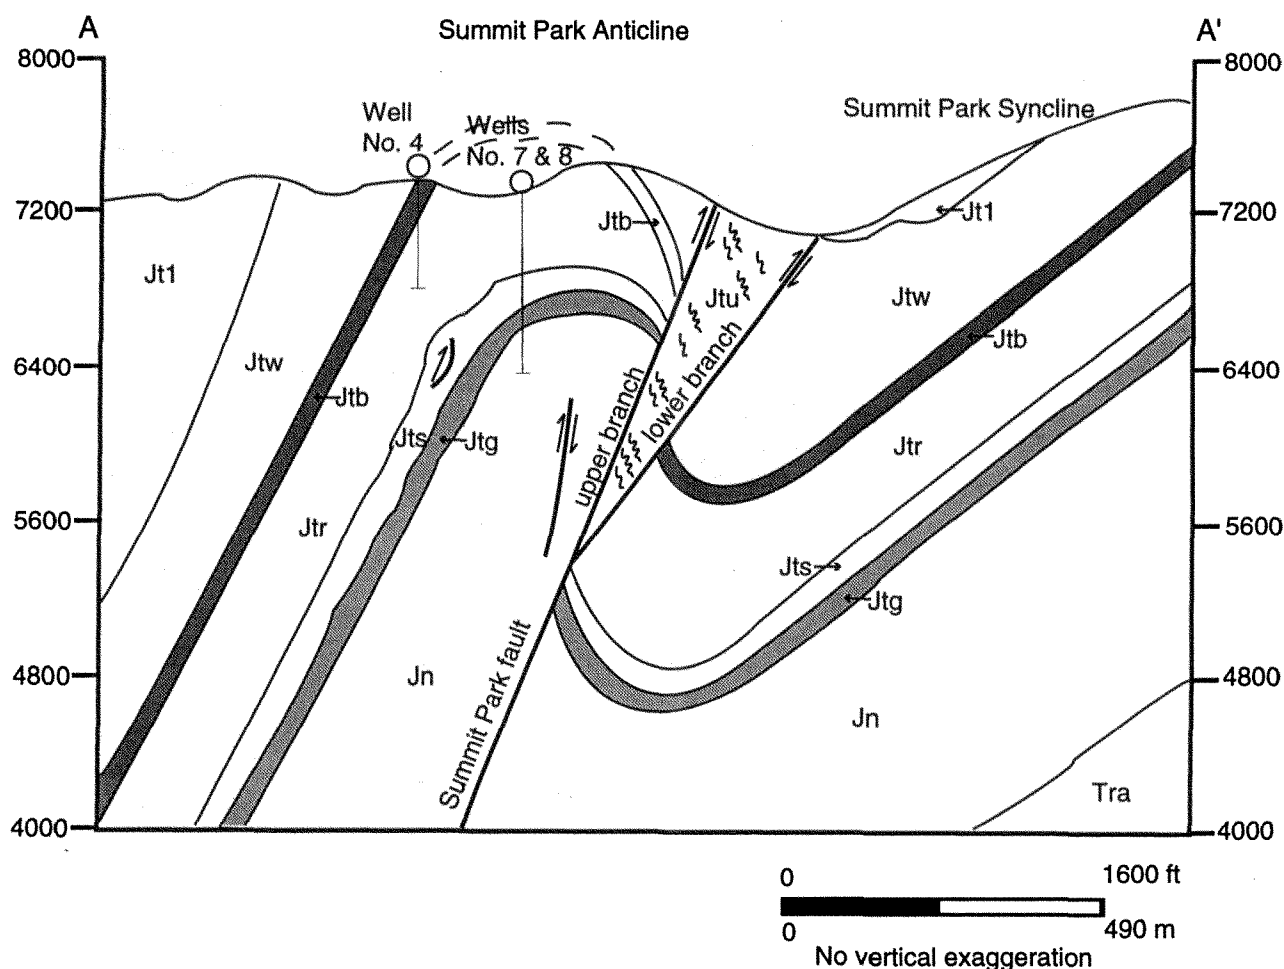 A
Summit Park Anticline
A'
8000
8000
Summit Park Syncline
Well
No. 4
Wells
No. 7 & 8
7200
7200
Jtb
Jt1
Jt1
Jtu
Jtw
Jtw
Jtb
6400
6400
Jtb
upper branch
lower branch
Jts
Jtg
Jtr
5600
5600
Jtr
Jts
Jtg
Summit Park fault
4800
4800
Jn
Jn
Tra
4000
4000
0
1600 ft
0
490 m
No vertical exaggeration